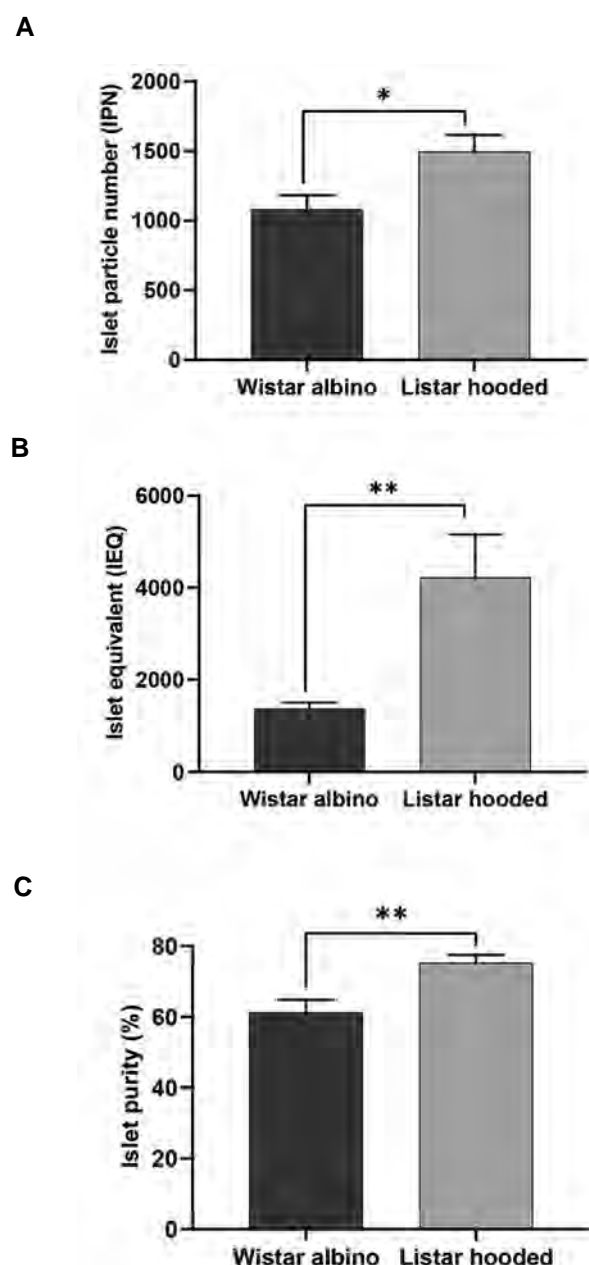 A
Islet particle number (IPN)
2000
1500
1000
500
0
*
Wistar albino Listar hooded
B
Islet equivalent (IEQ)
6000
4000
2000
0
**
Wistar albino Listar hooded
C
Islet purity (%)
80
60
40
20
0
**
Wistar albino Listar hooded